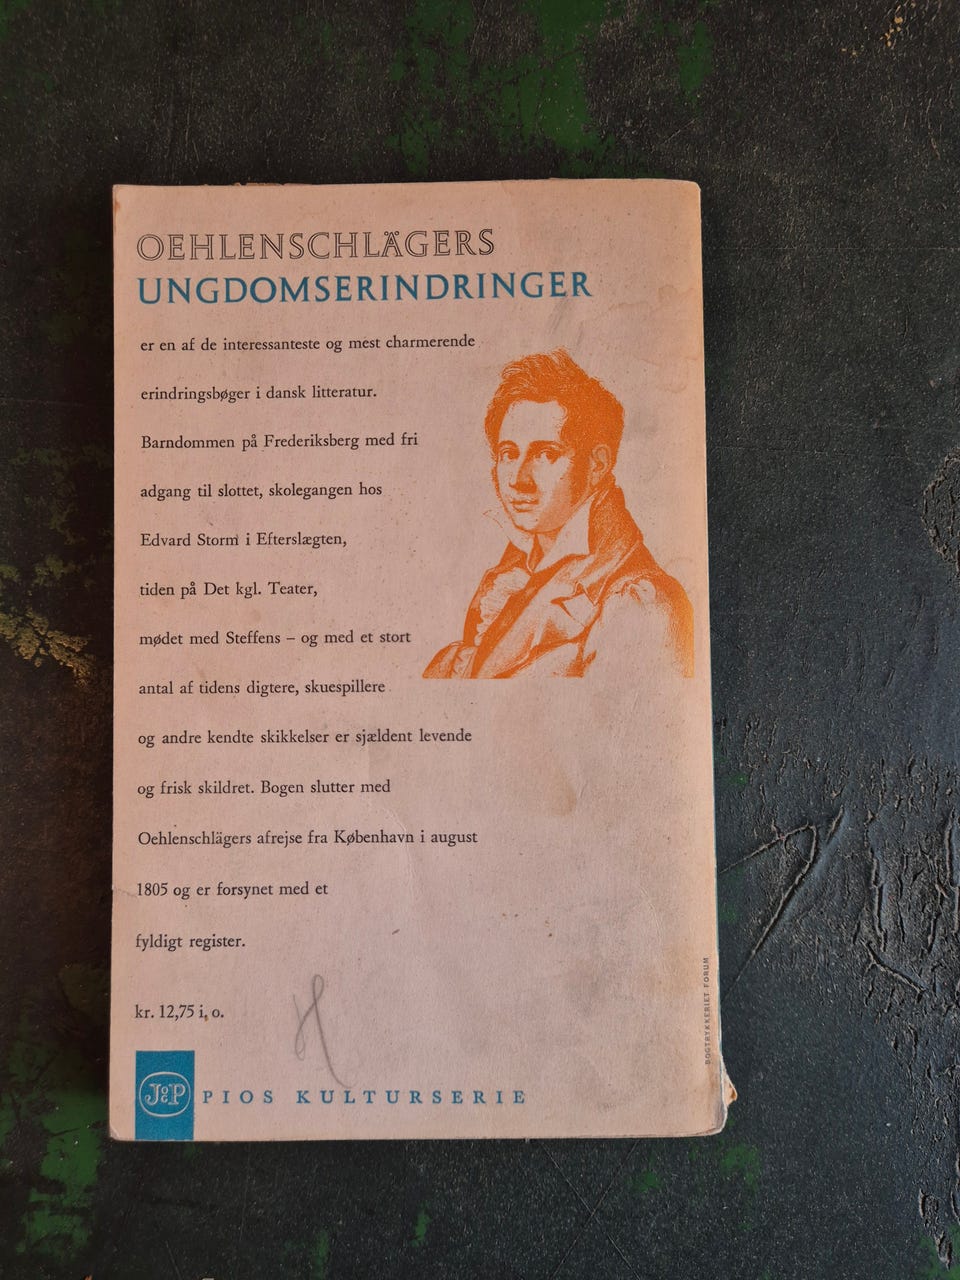 OEHLENSCHLÄGERS
UNGDOMSERINDRINGER
er en af de interessanteste og mest charmerende
erindringsbøger i dansk litteratur.
Barndommen på Frederiksberg med fri
adgang til slottet, skolegangen hos
Edvard Storm i Efterslægten,
tiden på Det kgl. Teater,
mødet med Steffens – og med et stort
antal af tidens digtere, skuespillere
og andre kendte skikkelser er sjældent levende
og frisk skildret. Bogen slutter med
Oehlenschlägers afrejse fra København i august
1805 og er forsynet med et
fyldigt register.
kr. 12,75 i. o.
J&P PIOS KULTURSERIE
BOGTRYKKERIET FORUM